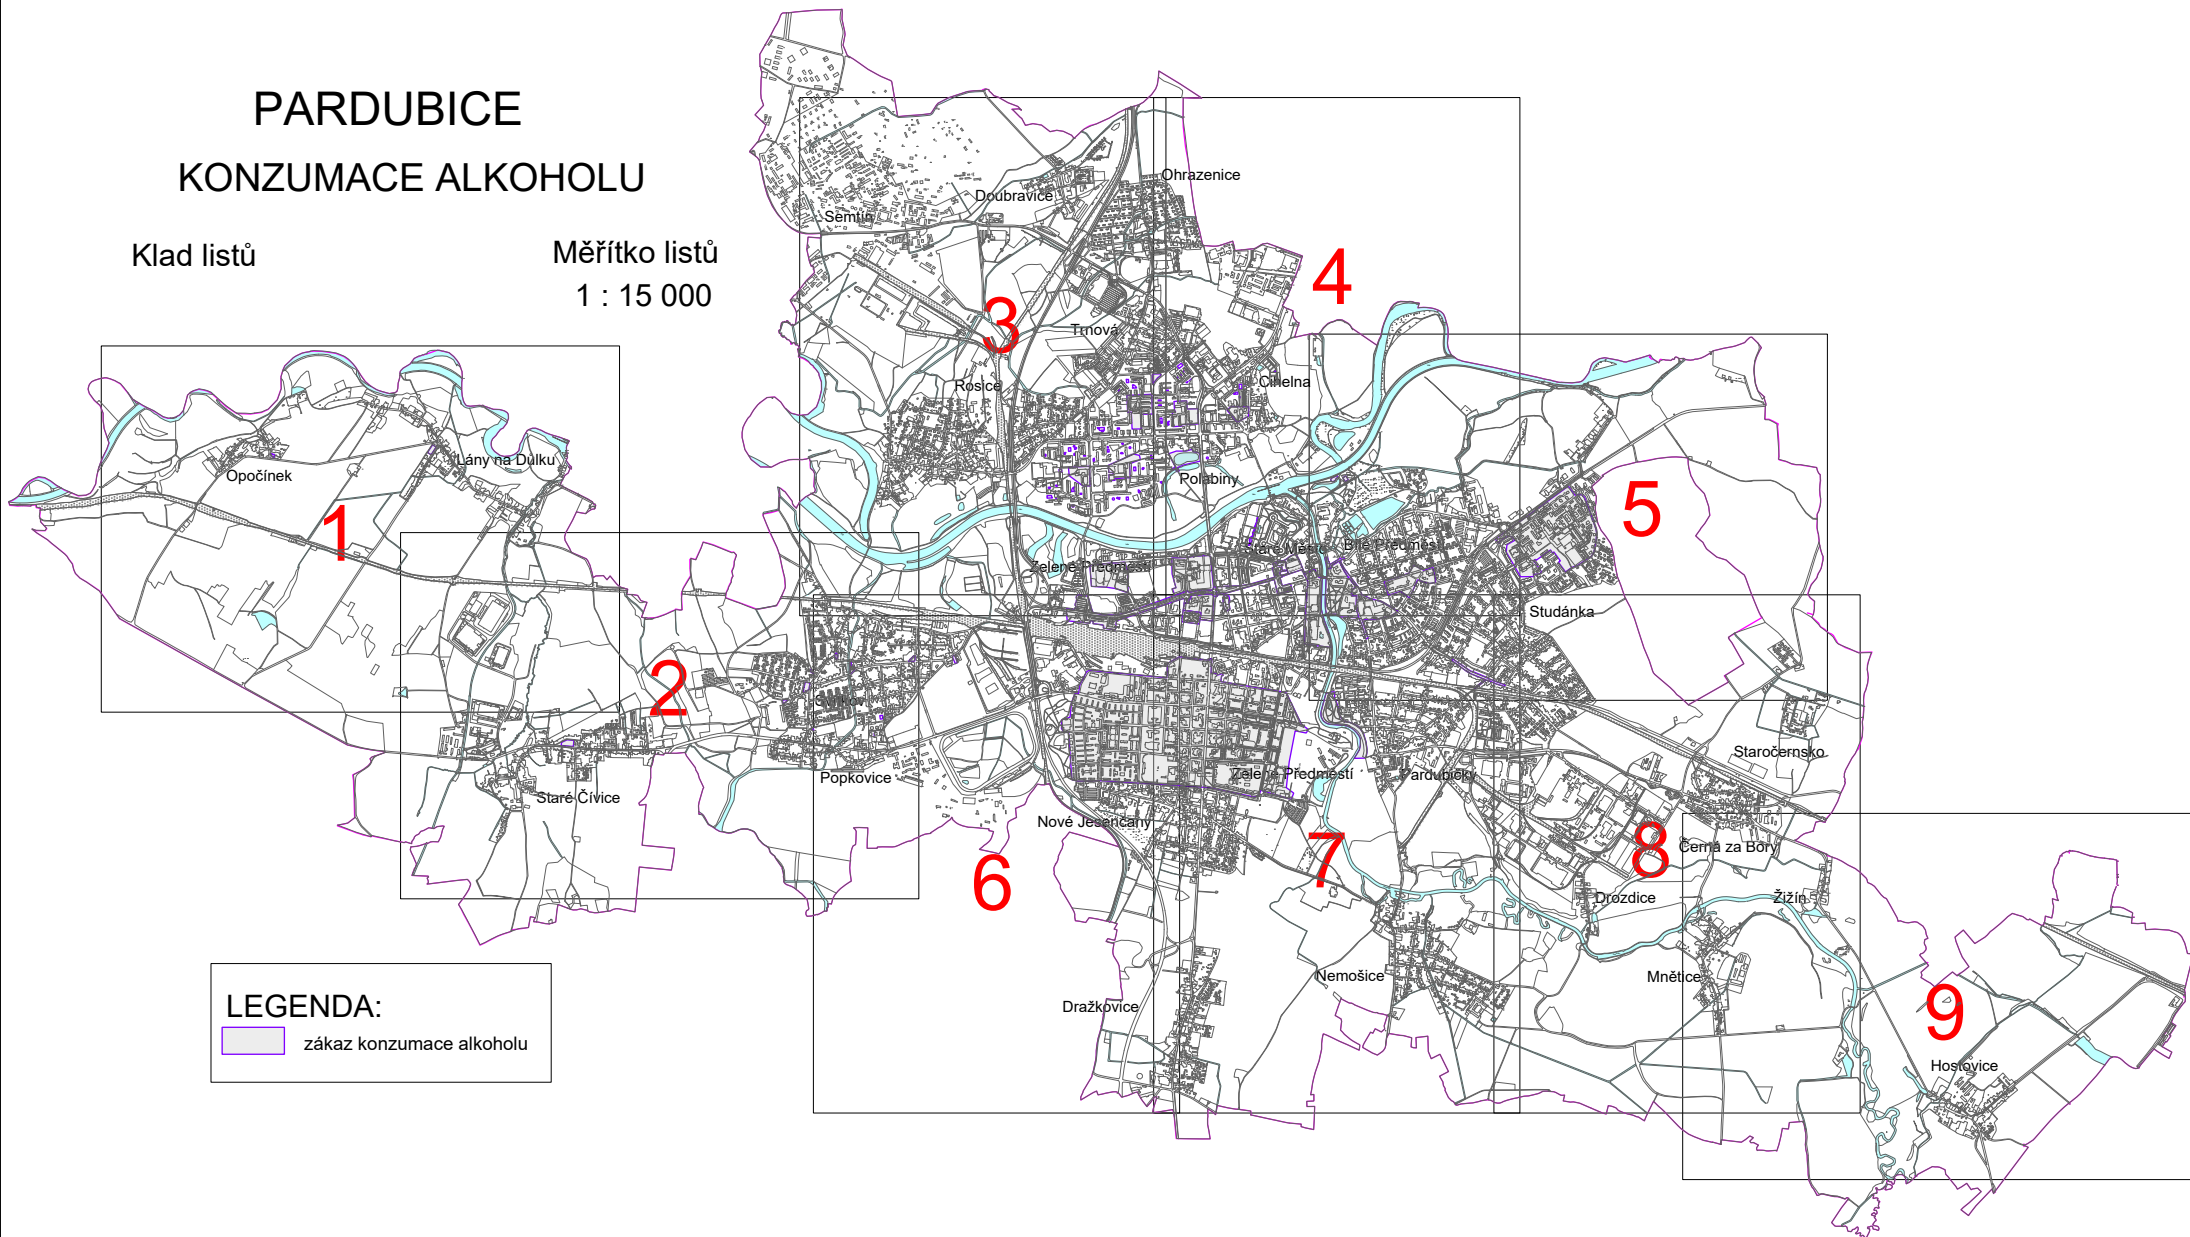 PARDUBICE
KONZUMACE ALKOHOLU
Klad listů
Měřítko listů
1 : 15 000
Ohrazenice
Doubravice
Semtín
4
3
Trnová
Rosice
Cihelna
Lány na Důlku
Opočínek
Polabiny
5
1
Staré Město
Bílé Předměstí
Zelené Předměstí
Studánka
2
Svítkov
Staročernsko
Zelené Předměstí
Pardubičky
Popkovice
Staré Čívice
Nové Jesenčany
Černá za Bory
8
7
6
Drozdice
Žižín
Nemošice
Mnětice
Dražkovice
9
Hostovice
LEGENDA:
zákaz konzumace alkoholu